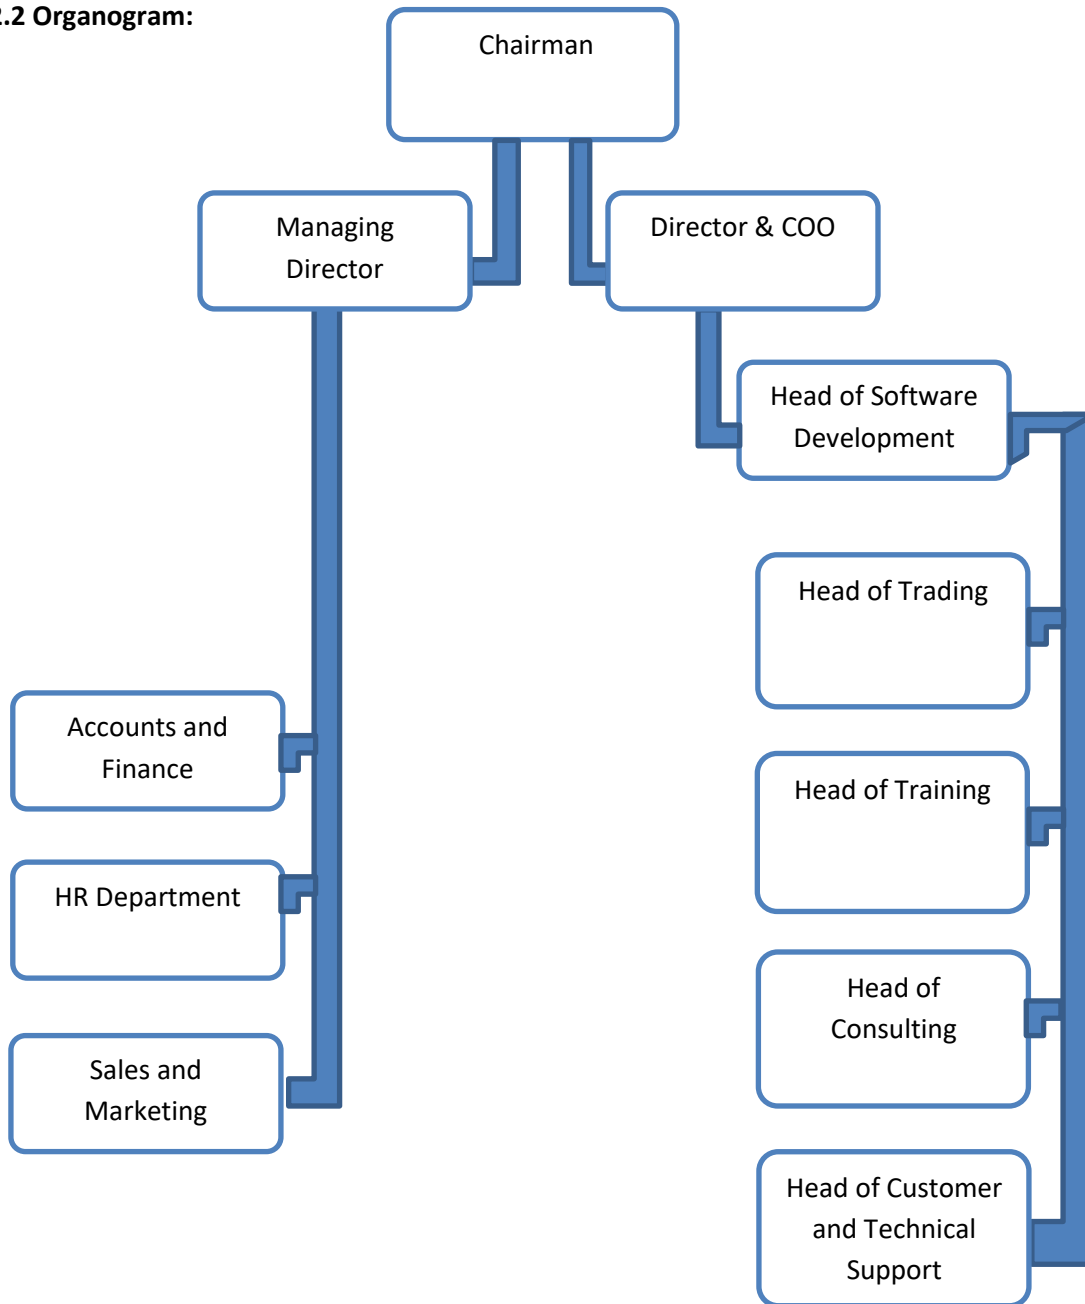 2.2 Organogram:
Chairman
Managing
Director
Director & COO
Head of Software
Development
Head of Trading
Accounts and
Finance
Head of Training
HR Department
Head of
Consulting
Sales and
Marketing
Head of Customer
and Technical
Support